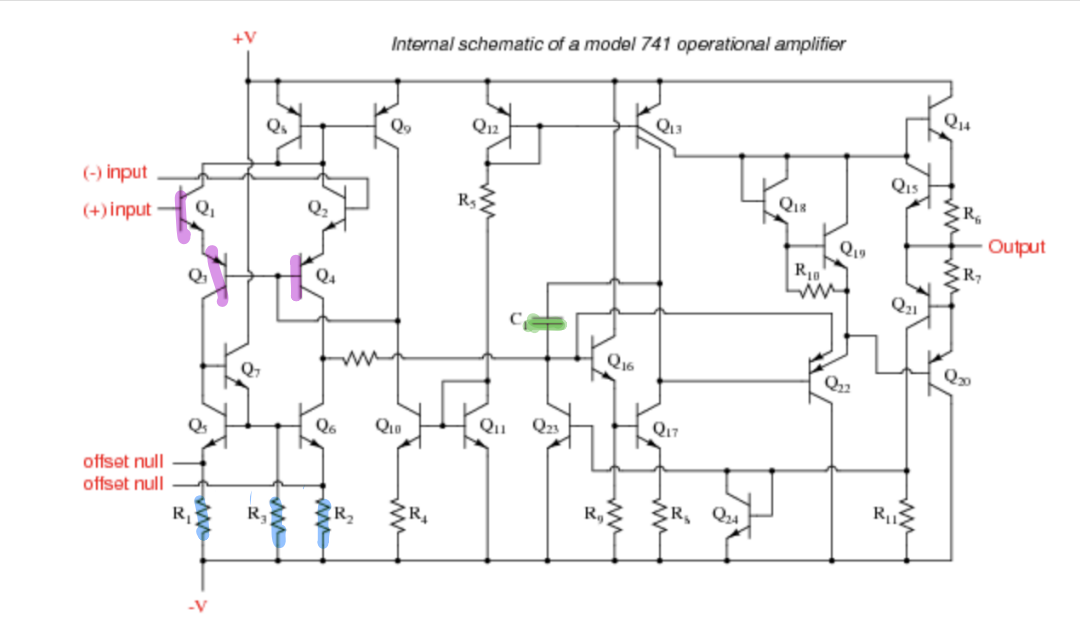 Internal schematic of a model 741 operational amplifier
+V
Q8 Q9 Q12 Q13 Q14
(-) input
(+) input
Q1 Q2 R5 Q18 Q15 R6
Q19 Output
Q3 Q4 R10 R7
C1 Q21
Q7 Q16 Q22 Q20
Q5 Q6 Q10 Q11 Q23 Q17
offset null
offset null
R1 R3 R2 R4 R9 R8 Q24 R11
-V